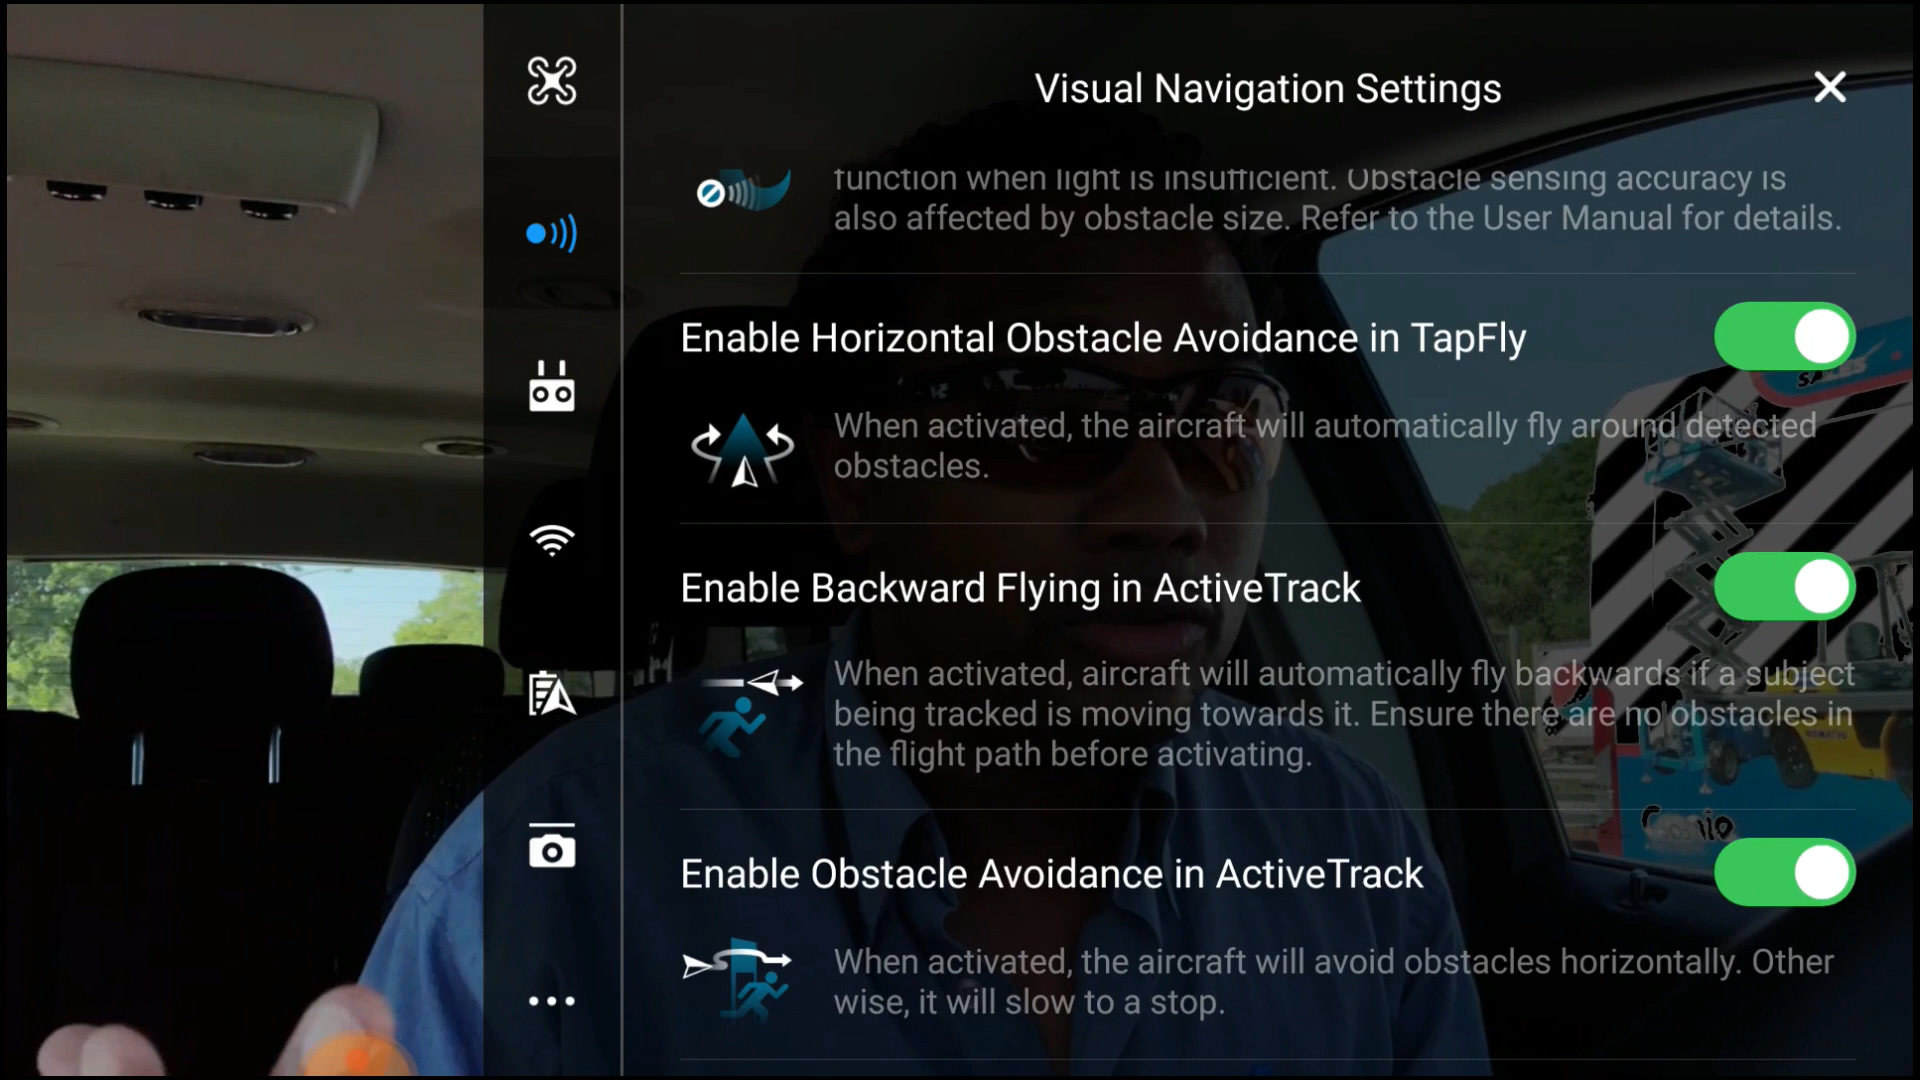 Visual Navigation Settings
function when light is insufficient. Obstacle sensing accuracy is
also affected by obstacle size. Refer to the User Manual for details.
Enable Horizontal Obstacle Avoidance in TapFly
SALES
When activated, the aircraft will automatically fly around detected
obstacles.
Enable Backward Flying in ActiveTrack
When activated, aircraft will automatically fly backwards if a subject
being tracked is moving towards it. Ensure there are no obstacles in
KOMATSU
the flight path before activating.
Enable Obstacle Avoidance in ActiveTrack
When activated, the aircraft will avoid obstacles horizontally. Other
wise, it will slow to a stop.